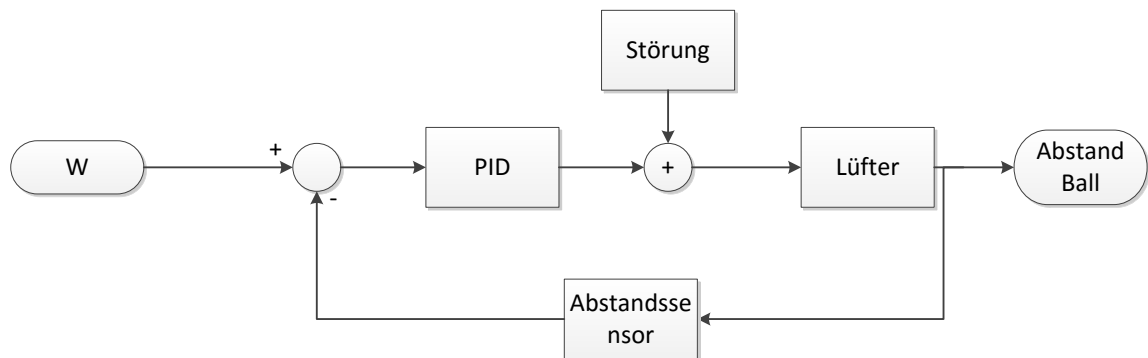 Störung
+
W
PID
+
Lüfter
Abstand
Ball
-
Abstandsse
nsor